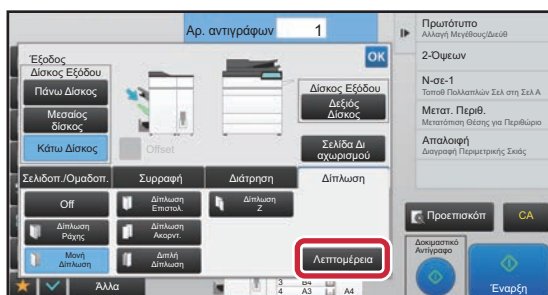 Αρ. αντιγράφων 1
Έξοδος
OK
Δίσκος Εξόδου
Πάνω Δίσκος
Μεσαίος
δίσκος
Κάτω Δίσκος
Offset
Δίσκος Εξόδου
Δεξιός
Δίσκος
Σελίδα Δι
αχωρισμού
Σελιδοπ./Ομαδοπ.
Συρραφή
Διάτρηση
Δίπλωση
Off
Δίπλωση
Επιστολ.
Δίπλωση
Z
Δίπλωση
Ράχης
Δίπλωση
Ακορντ.
Μονή
Δίπλωση
Διπλή
Δίπλωση
Λεπτομέρεια
Άλλα
3 B4
4 A3 A4
Πρωτότυπο
Αλλαγή Μεγέθους/Διεύθ
2-Όψεων
N-σε-1
Τοποθ Πολλαπλών Σελ στη Σελ Α
Μετατ. Περιθ.
Μετατόπιση Θέσης για Περιθώριο
Απαλοιφή
Διαγραφή Περιμετρικής Σκιάς
Προεπισκόπ
CA
Δοκιμαστικό
Αντίγραφο
Έναρξη